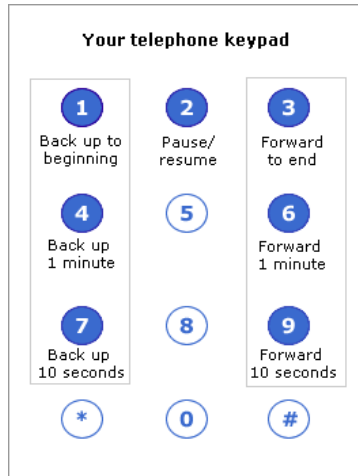 Your telephone keypad
1 2 3
Back up to Pause/ Forward
beginning resume to end
4 5 6
Back up Forward
1 minute 1 minute
7 8 9
Back up Forward
10 seconds 10 seconds
* 0 #